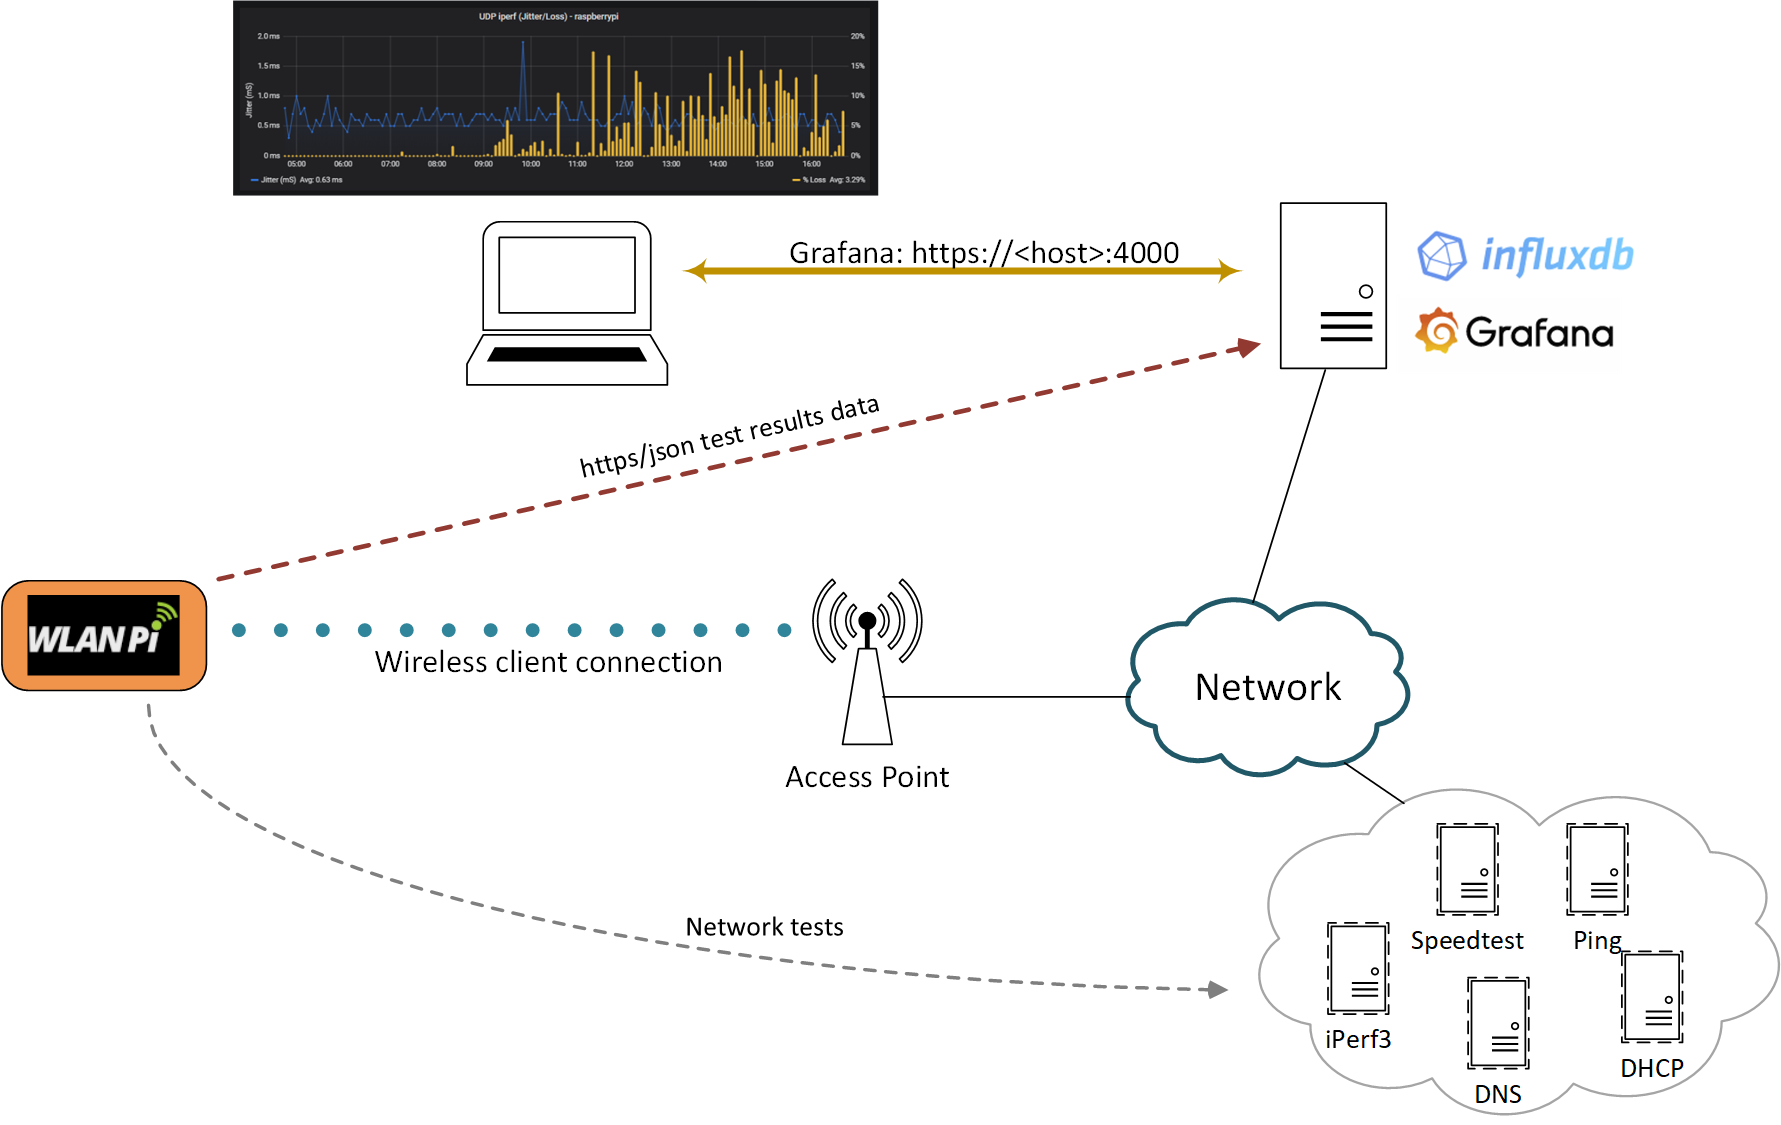 UDP iperf (Jitter/Loss) - raspberrypi
2.0 ms
1.5 ms
1.0 ms
0.5 ms
0 ms
Jitter (mS)
20%
15%
10%
5%
0%
05:00 06:00 07:00 08:00 09:00 10:00 11:00 12:00 13:00 14:00 15:00 16:00
Jitter (mS) Avg: 0.63 ms
% Loss Avg: 3.29%
Grafana: https://<host>:4000
influxdb
Grafana
https/json test results data
WLAN Pi
Wireless client connection
Access Point
Network
Network tests
Speedtest
Ping
iPerf3
DNS
DHCP